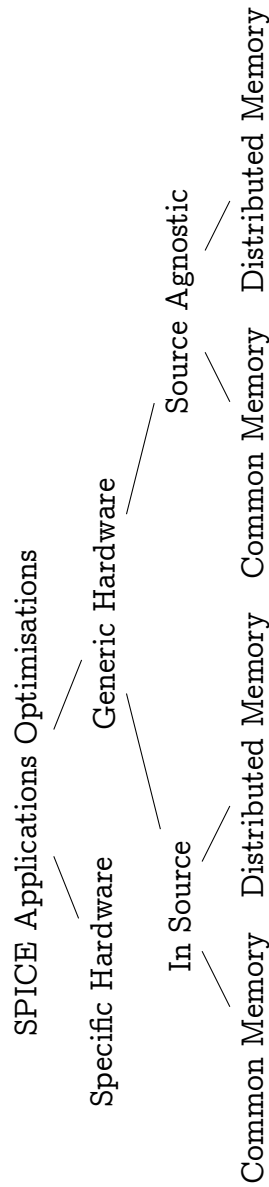 SPICE Applications Optimisations
Specific Hardware
Generic Hardware
In Source
Source Agnostic
Common Memory
Distributed Memory
Common Memory
Distributed Memory